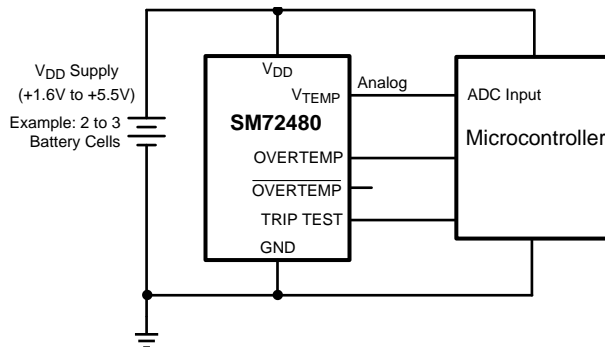 V_DD Supply
(+1.6V to +5.5V)
Example: 2 to 3
Battery Cells
V_DD
V_TEMP
SM72480
OVERTEMP
OVERTEMP
TRIP TEST
GND
Analog
ADC Input
Microcontroller